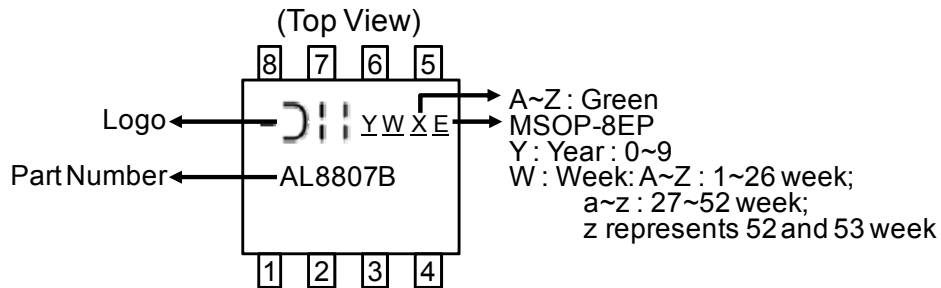 (Top View)
8 7 6 5
Logo
Y W X E
A~Z : Green
MSOP-8EP
Y : Year : 0~9
W : Week: A~Z : 1~26 week;
a~z : 27~52 week;
z represents 52 and 53 week
Part Number
AL8807B
1 2 3 4